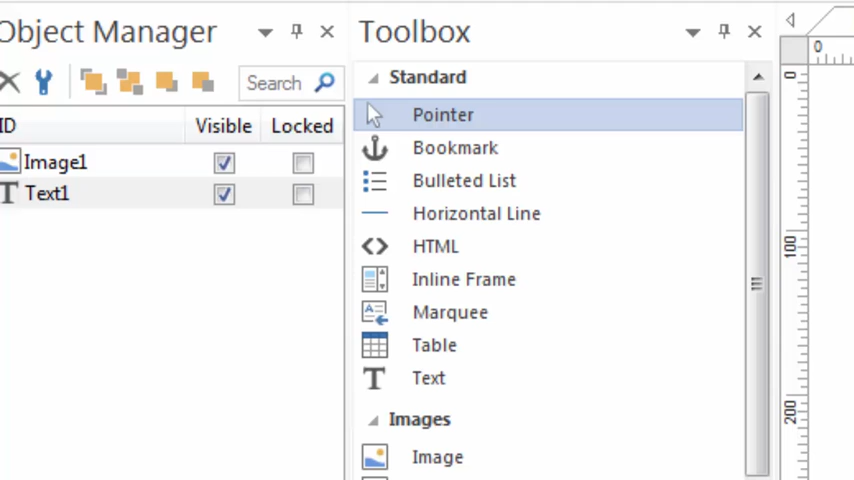 Object Manager
Search
ID Visible Locked
Image1
Text1
Toolbox
Standard
Pointer
Bookmark
Bulleted List
Horizontal Line
HTML
Inline Frame
Marquee
Table
Text
Images
Image
0
0
100
200